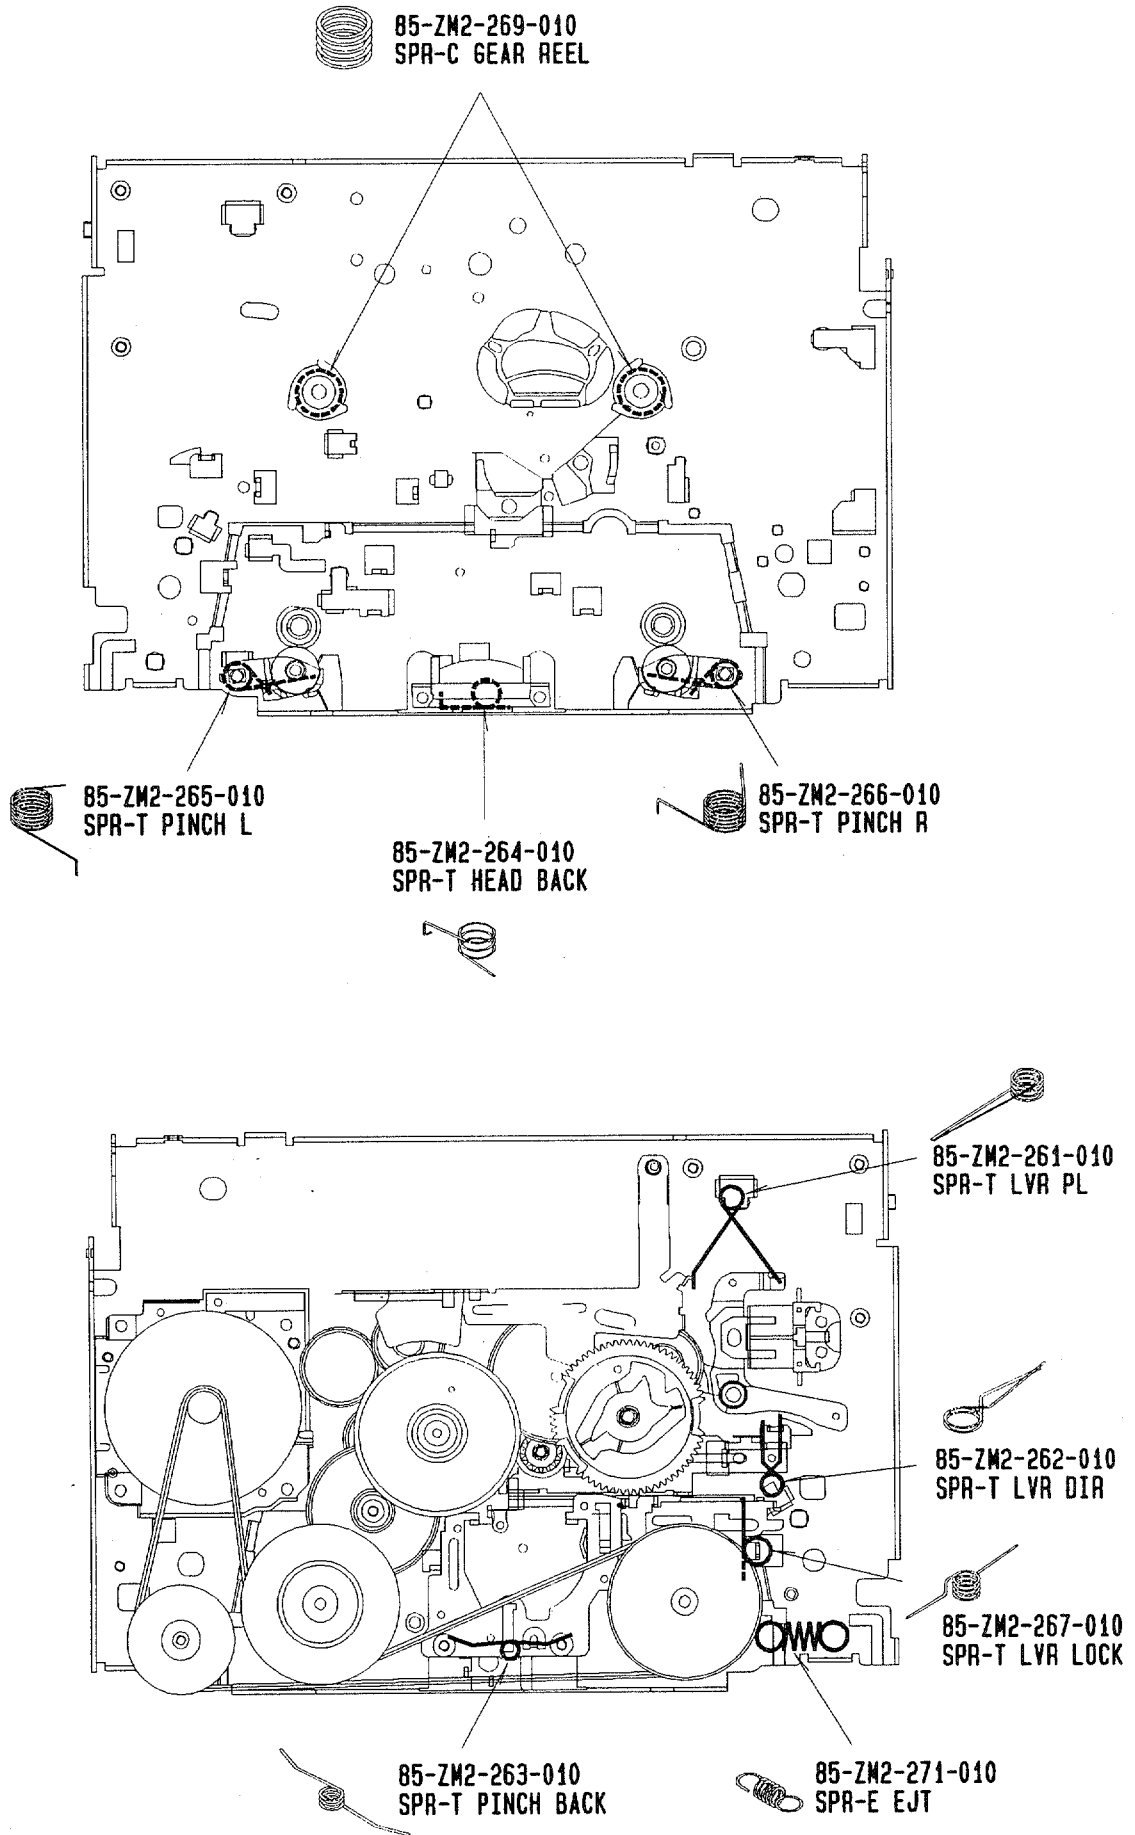 85-ZM2-269-010
SPR-C GEAR REEL
85-ZM2-265-010
SPR-T PINCH L
85-ZM2-266-010
SPR-T PINCH R
85-ZM2-264-010
SPR-T HEAD BACK
85-ZM2-261-010
SPR-T LVR PL
85-ZM2-262-010
SPR-T LVR DIR
85-ZM2-267-010
SPR-T LVR LOCK
85-ZM2-263-010
SPR-T PINCH BACK
85-ZM2-271-010
SPR-E EJT